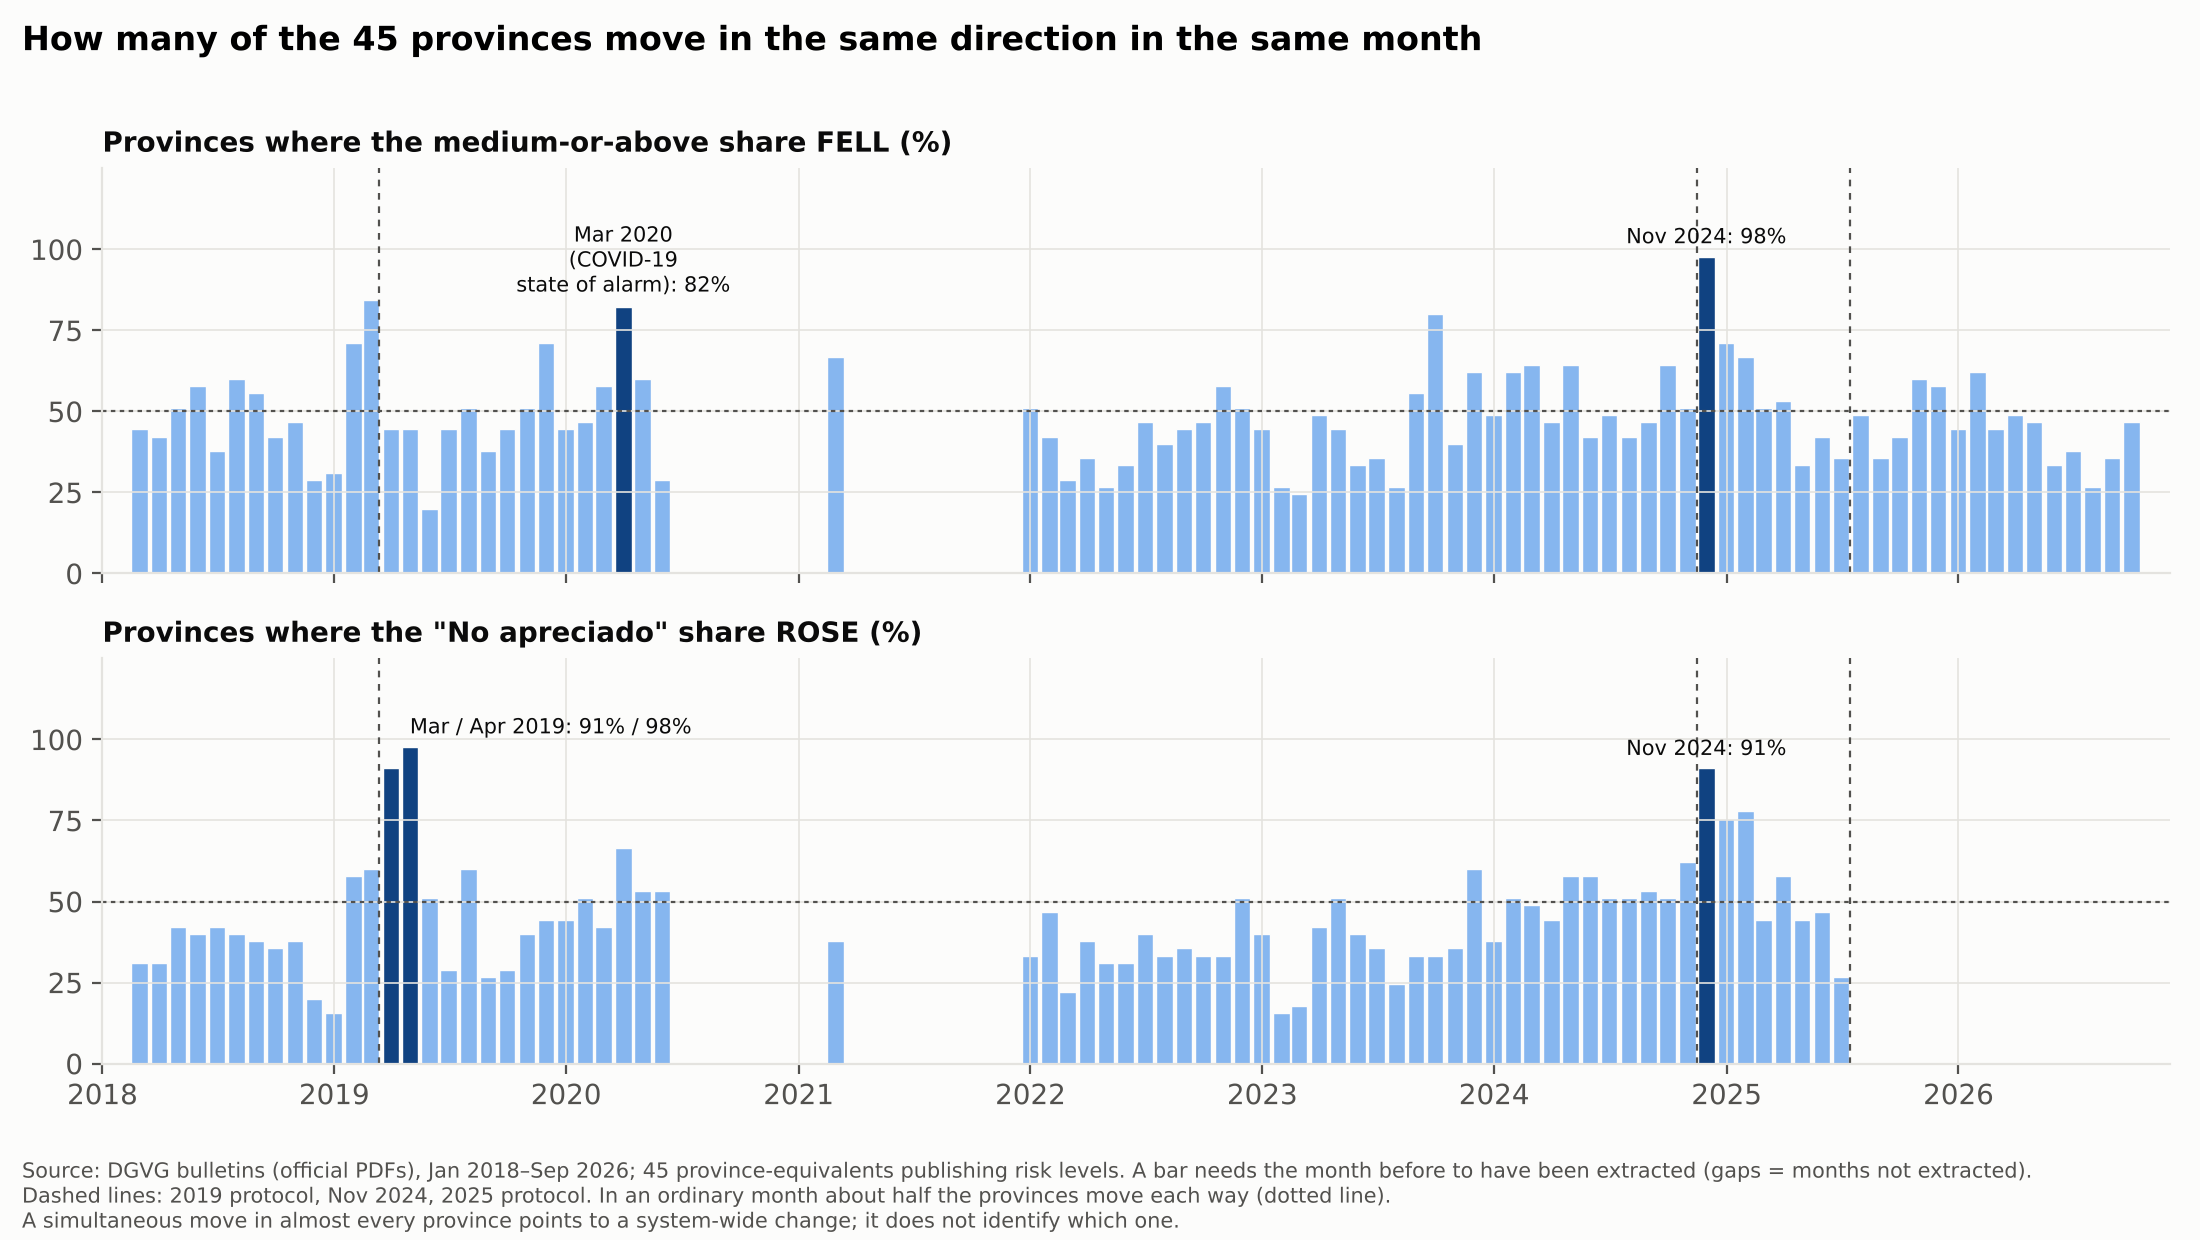 How many of the 45 provinces move in the same direction in the same month
Provinces where the medium-or-above share FELL (%)
Mar 2020
(COVID-19
state of alarm): 82%
Nov 2024: 98%
100
75
50
25
0
Provinces where the "No apreciado" share ROSE (%)
Mar / Apr 2019: 91% / 98%
Nov 2024: 91%
100
75
50
25
0
2018 2019 2020 2021 2022 2023 2024 2025 2026
Source: DGVG bulletins (official PDFs), Jan 2018–Sep 2026; 45 province-equivalents publishing risk levels. A bar needs the month before to have been extracted (gaps = months not extracted).
Dashed lines: 2019 protocol, Nov 2024, 2025 protocol. In an ordinary month about half the provinces move each way (dotted line).
A simultaneous move in almost every province points to a system-wide change; it does not identify which one.